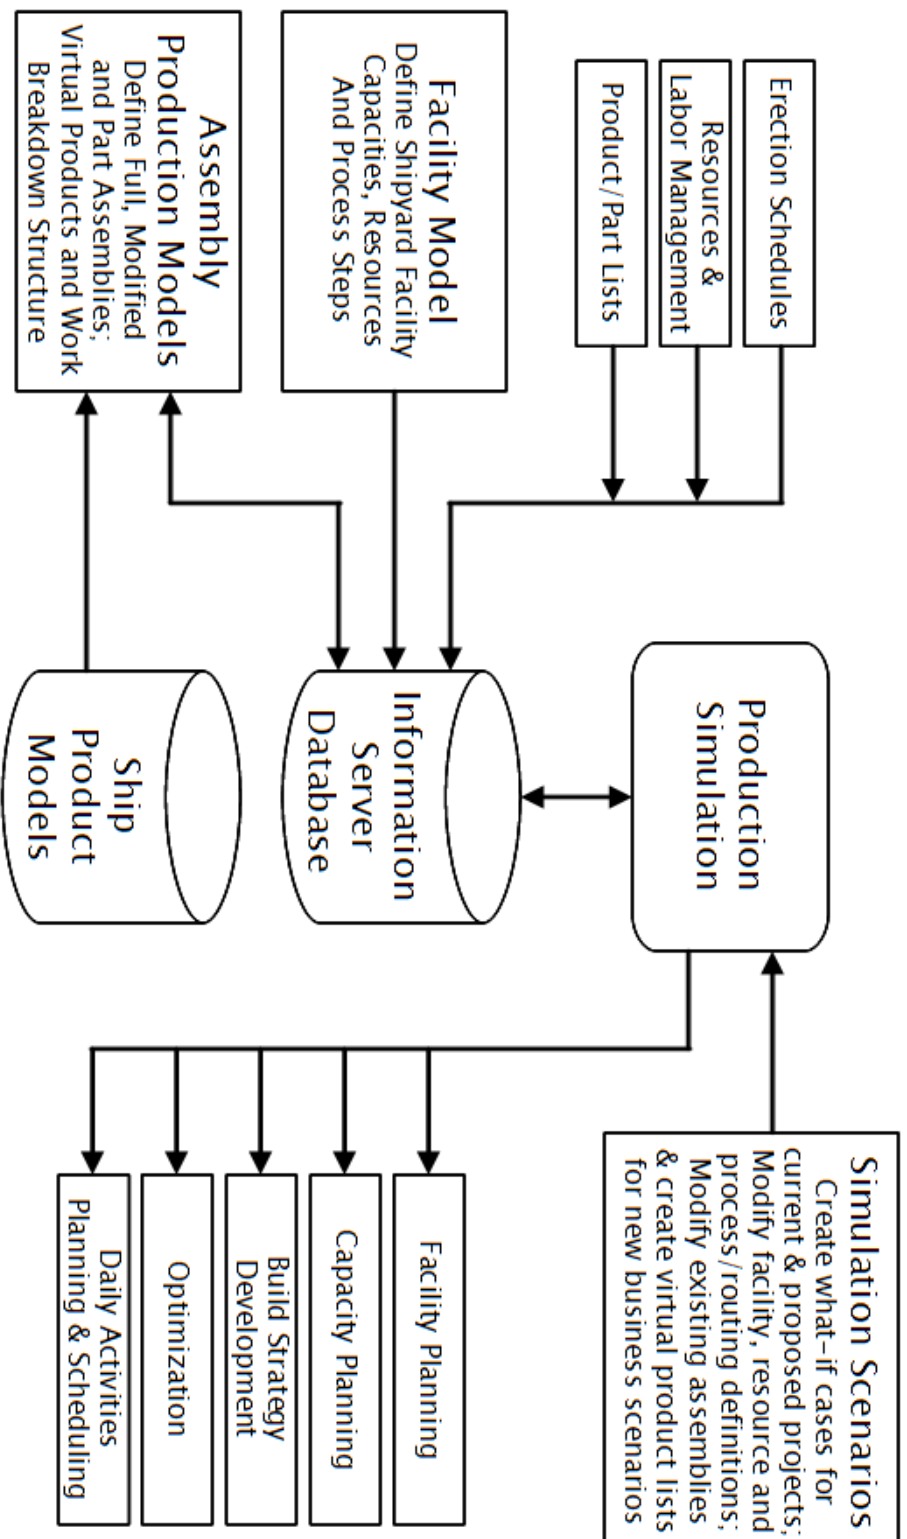 Erection Schedules
Resources &
Labor Management
Product/Part Lists
Facility Model
Define Shipyard Facility
Capacities, Resources
And Process Steps
Assembly
Production Models
Define Full, Modified
and Part Assemblies;
Virtual Products and Work
Breakdown Structure
Production
Simulation
Information
Server
Database
Ship
Product
Models
Simulation Scenarios
Create what-if cases for
current & proposed projects;
Modify facility, resource and
process/routing definitions;
Modify existing assemblies
& create virtual product lists
for new business scenarios
Facility Planning
Capacity Planning
Build Strategy
Development
Optimization
Daily Activities
Planning & Scheduling